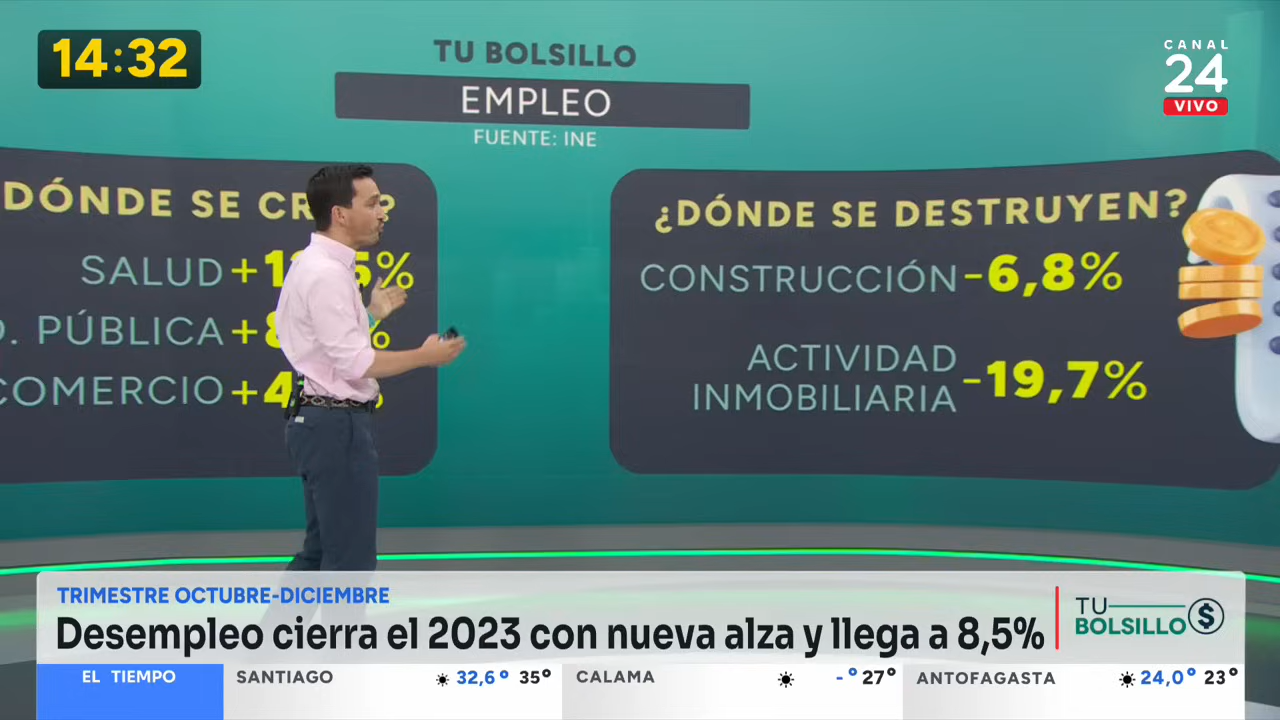 14:32
TU BOLSILLO
EMPLEO
FUENTE: INE
CANAL
24
VIVO
DÓNDE SE
SALUD
PÚBLICA
COMERCIO
¿DÓNDE SE DESTRUYEN?
CONSTRUCCIÓN -6,8%
ACTIVIDAD
INMOBILIARIA -19,7%
TRIMESTRE OCTUBRE-DICIEMBRE
Desempleo cierra el 2023 con nueva alza y llega a 8,5%
TU
BOLSILLO $
EL TIEMPO SANTIAGO 32,6° 35° CALAMA -° 27° ANTOFAGASTA 24,0° 23°